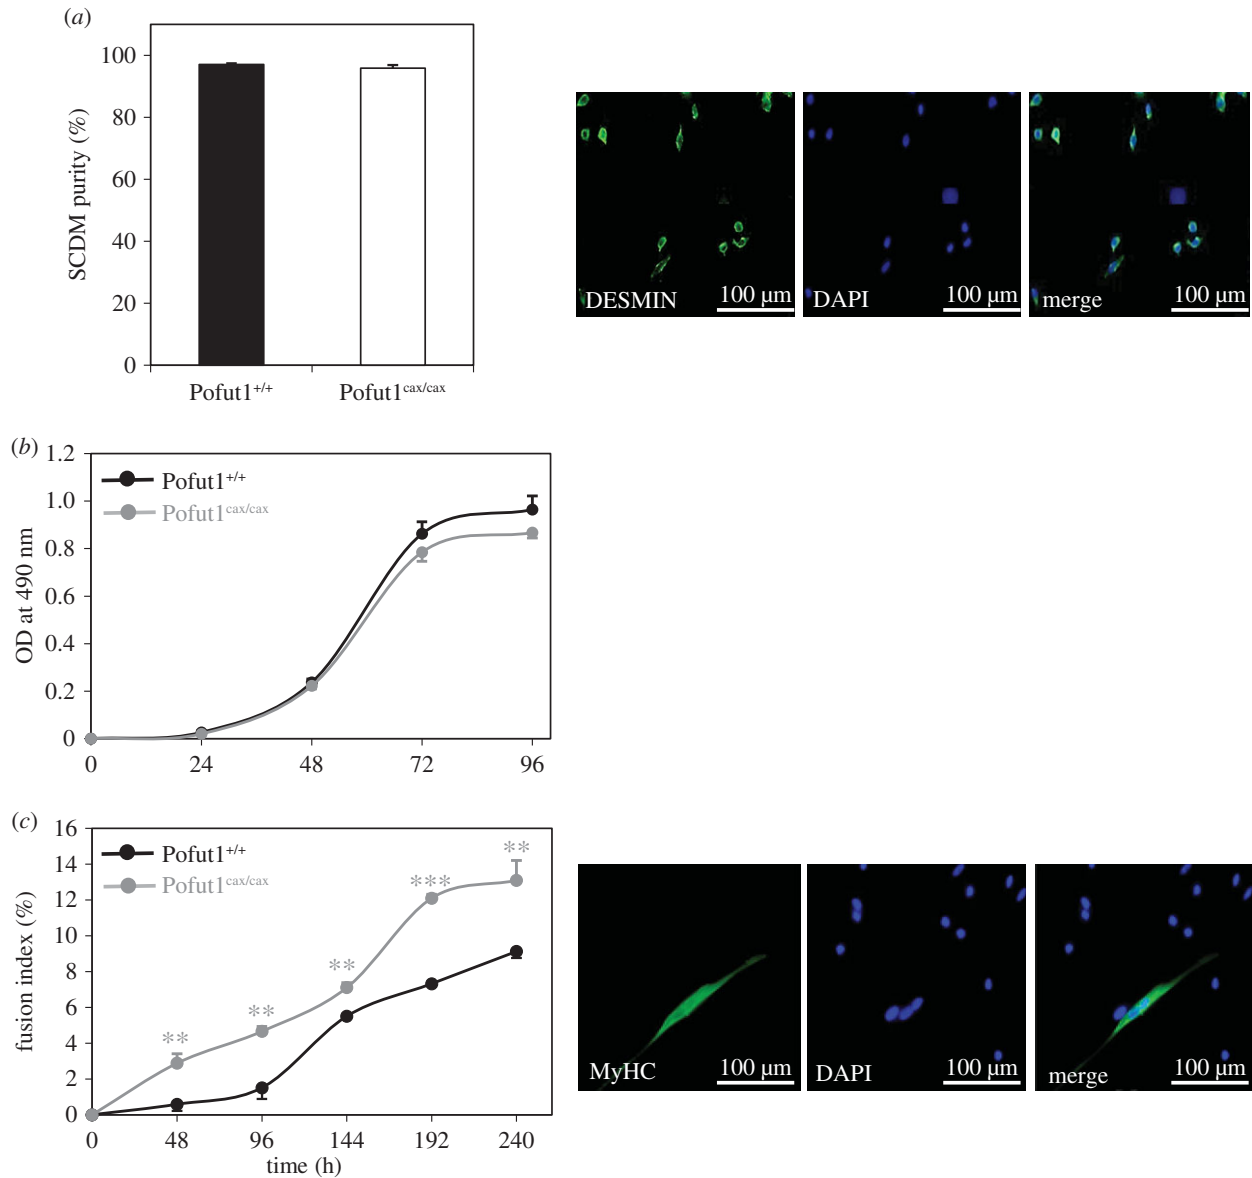 (a)
SCDM purity (%)
100
80
60
40
20
0
Pofut1+/+
Pofut1cax/cax
DESMIN
100 μm
DAPI
100 μm
merge
100 μm
(b)
OD at 490 nm
1.2
1.0
0.8
0.6
0.4
0.2
0
Pofut1+/+
Pofut1cax/cax
0 24 48 72 96
(c)
fusion index (%)
16
14
12
10
8
6
4
2
0
Pofut1+/+
Pofut1cax/cax
**
**
**
***
**
0 48 96 144 192 240
time (h)
MyHC
100 μm
DAPI
100 μm
merge
100 μm